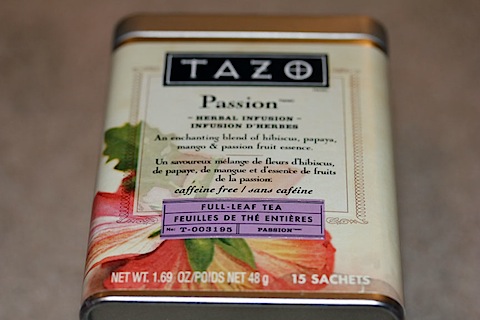 TAZO
Passion
- HERBAL INFUSION -
INFUSION D'HERBES
An enchanting blend of hibiscus, papaya,
mango & passion fruit essence.
Un savoureux mélange de fleurs d'hibiscus,
de papaye, de mangue et d'essence de fruits
de la passion.
caffeine free / sans caféine
FULL-LEAF TEA
FEUILLES DE THÉ ENTIÈRES
No: T-003195 PASSION
NET WT. 1.69 OZ/POIDS NET 48 g 15 SACHETS